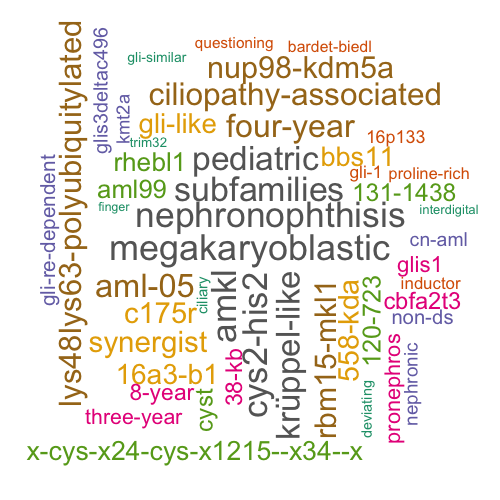 questioning
bardet-biedl
gli-similar
nup98-kdm5a
ciliopathy-associated
glis3deltac496
kmt2a
lys48lys63-polyubiquitylated
gli-like
four-year
16p133
trim32
rhebl1
pediatric
bbs11
gli-1
proline-rich
aml99
subfamilies
131-1438
finger
nephronophthisis
interdigital
gli-re-dependent
megakaryoblastic
cn-aml
glis1
aml-05
ciliary
amkl
cys2-his2
krüppel-like
rbm15-mkl1
558-kda
120-723
inductor
cbfa2t3
non-ds
c175r
synergist
16a3-b1
38-kb
8-year
cyst
three-year
deviating
pronephros
nephronic
x-cys-x24-cys-x1215--x34--x